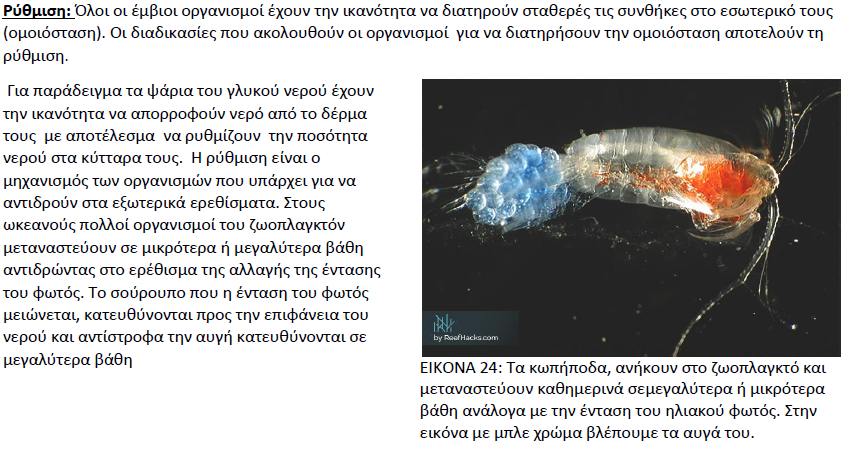 Ρύθμιση: Όλοι οι έμβιοι οργανισμοί έχουν την ικανότητα να διατηρούν σταθερές τις συνθήκες στο εσωτερικό τους
(ομοιόσταση). Οι διαδικασίες που ακολουθούν οι οργανισμοί για να διατηρήσουν την ομοιόσταση αποτελούν τη
ρύθμιση.
Για παράδειγμα τα ψάρια του γλυκού νερού έχουν
την ικανότητα να απορροφούν νερό από το δέρμα
τους με αποτέλεσμα να ρυθμίζουν την ποσότητα
νερού στα κύτταρα τους. Η ρύθμιση είναι ο
μηχανισμός των οργανισμών που υπάρχει για να
αντιδρούν στα εξωτερικά ερεθίσματα. Στους
ωκεανούς πολλοί οργανισμοί του ζωοπλαγκτόν
μεταναστεύουν σε μικρότερα ή μεγαλύτερα βάθη
αντιδρώντας στο ερέθισμα της αλλαγής της έντασης
του φωτός. Το σούρουπο που η ένταση του φωτός
μειώνεται, κατευθύνονται προς την επιφάνεια του
νερού και αντίστροφα την αυγή κατευθύνονται σε
μεγαλύτερα βάθη
by ReefHacks.com
ΕΙΚΟΝΑ 24: Τα κωπήποδα, ανήκουν στο ζωοπλαγκτό και
μεταναστεύουν καθημερινά σεμεγαλύτερα ή μικρότερα
βάθη ανάλογα με την ένταση του ηλιακού φωτός. Στην
εικόνα με μπλε χρώμα βλέπουμε τα αυγά του.